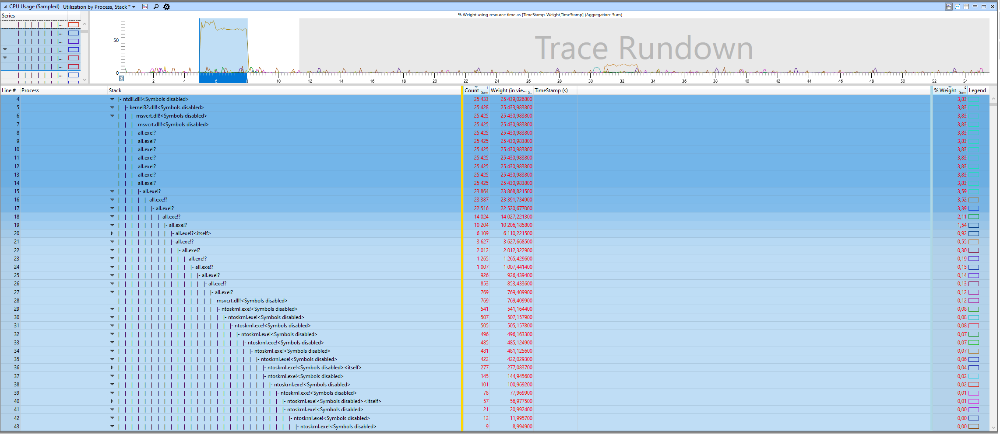 CPU Usage (Sampled) Utilization by Process, Stack *
Series
...
...
...
...
...
...
...
% Weight using resource time as [TimeStamp-Weight,TimeStamp] (Aggregation: Sum)
Trace Rundown
50
0
2 4 6 8 10 12 14 16 18 20 22 24 26 28 30 32 34 36 38 40 42 44 46 48 50 52 54
Line # Process Stack Count 1 Sum Weight (in vie... S... TimeStamp (s) % Weight 0 Sum Legend
4 |- ntdll.dll!<Symbols disabled> 25 433 25 439,026800 3,83
5 | |- kernel32.dll!<Symbols disabled> 25 428 25 433,983800 3,83
6 | | |- msvcrt.dll!<Symbols disabled> 25 425 25 430,983800 3,83
7 | | | msvcrt.dll!<Symbols disabled> 25 425 25 430,983800 3,83
8 | | | all.exe!? 25 425 25 430,983800 3,83
9 | | | all.exe!? 25 425 25 430,983800 3,83
10 | | | all.exe!? 25 425 25 430,983800 3,83
11 | | | all.exe!? 25 425 25 430,983800 3,83
12 | | | all.exe!? 25 425 25 430,983800 3,83
13 | | | all.exe!? 25 425 25 430,983800 3,83
14 | | | all.exe!? 25 425 25 430,983800 3,83
15 | | | |- all.exe!? 23 864 23 868,821500 3,59
16 | | | | |- all.exe!? 23 387 23 391,734900 3,52
17 | | | | | |- all.exe!? 22 516 22 520,677000 3,39
18 | | | | | | |- all.exe!? 14 024 14 027,221300 2,11
19 | | | | | | | |- all.exe!? 10 204 10 206,185800 1,54
20 | | | | | | | | |- all.exe!?<itself> 6 109 6 110,221500 0,92
21 | | | | | | | | |- all.exe!? 3 627 3 627,668500 0,55
22 | | | | | | | | | |- all.exe!? 2 012 2 012,322900 0,30
23 | | | | | | | | | | |- all.exe!? 1 265 1 265,429600 0,19
24 | | | | | | | | | | | |- all.exe!? 1 007 1 007,441400 0,15
25 | | | | | | | | | | | | |- all.exe!? 926 926,439400 0,14
26 | | | | | | | | | | | | | |- all.exe!? 853 853,433600 0,13
27 | | | | | | | | | | | | | | |- all.exe!? 769 769,409900 0,12
28 | | | | | | | | | | | | | | | msvcrt.dll!<Symbols disabled> 769 769,409900 0,12
29 | | | | | | | | | | | | | | | |- ntoskrnl.exe!<Symbols disabled> 541 541,164400 0,08
30 | | | | | | | | | | | | | | | | |- ntoskrnl.exe!<Symbols disabled> 507 507,157900 0,08
31 | | | | | | | | | | | | | | | | | |- ntoskrnl.exe!<Symbols disabled> 505 505,157800 0,08
32 | | | | | | | | | | | | | | | | | | |- ntoskrnl.exe!<Symbols disabled> 496 496,163300 0,07
33 | | | | | | | | | | | | | | | | | | | |- ntoskrnl.exe!<Symbols disabled> 485 485,124900 0,07
34 | | | | | | | | | | | | | | | | | | | | |- ntoskrnl.exe!<Symbols disabled> 481 481,125600 0,07
35 | | | | | | | | | | | | | | | | | | | | | |- ntoskrnl.exe!<Symbols disabled> 422 422,029300 0,06
36 | | | | | | | | | | | | | | | | | | | | | | |- ntoskrnl.exe!<Symbols disabled><itself> 277 277,083700 0,04
37 | | | | | | | | | | | | | | | | | | | | | | |- ntoskrnl.exe!<Symbols disabled> 145 144,945600 0,02
38 | | | | | | | | | | | | | | | | | | | | | | | |- ntoskrnl.exe!<Symbols disabled> 101 100,969200 0,02
39 | | | | | | | | | | | | | | | | | | | | | | | | |- ntoskrnl.exe!<Symbols disabled> 78 77,969900 0,01
40 | | | | | | | | | | | | | | | | | | | | | | | | | |- ntoskrnl.exe!<Symbols disabled><itself> 57 56,977500 0,01
41 | | | | | | | | | | | | | | | | | | | | | | | | | |- ntoskrnl.exe!<Symbols disabled> 21 20,992400 0,00
42 | | | | | | | | | | | | | | | | | | | | | | | | | | |- ntoskrnl.exe!<Symbols disabled> 12 11,995700 0,00
43 | | | | | | | | | | | | | | | | | | | | | | | | | | | |- ntoskrnl.exe!<Symbols disabled> 9 8,994900 0,00